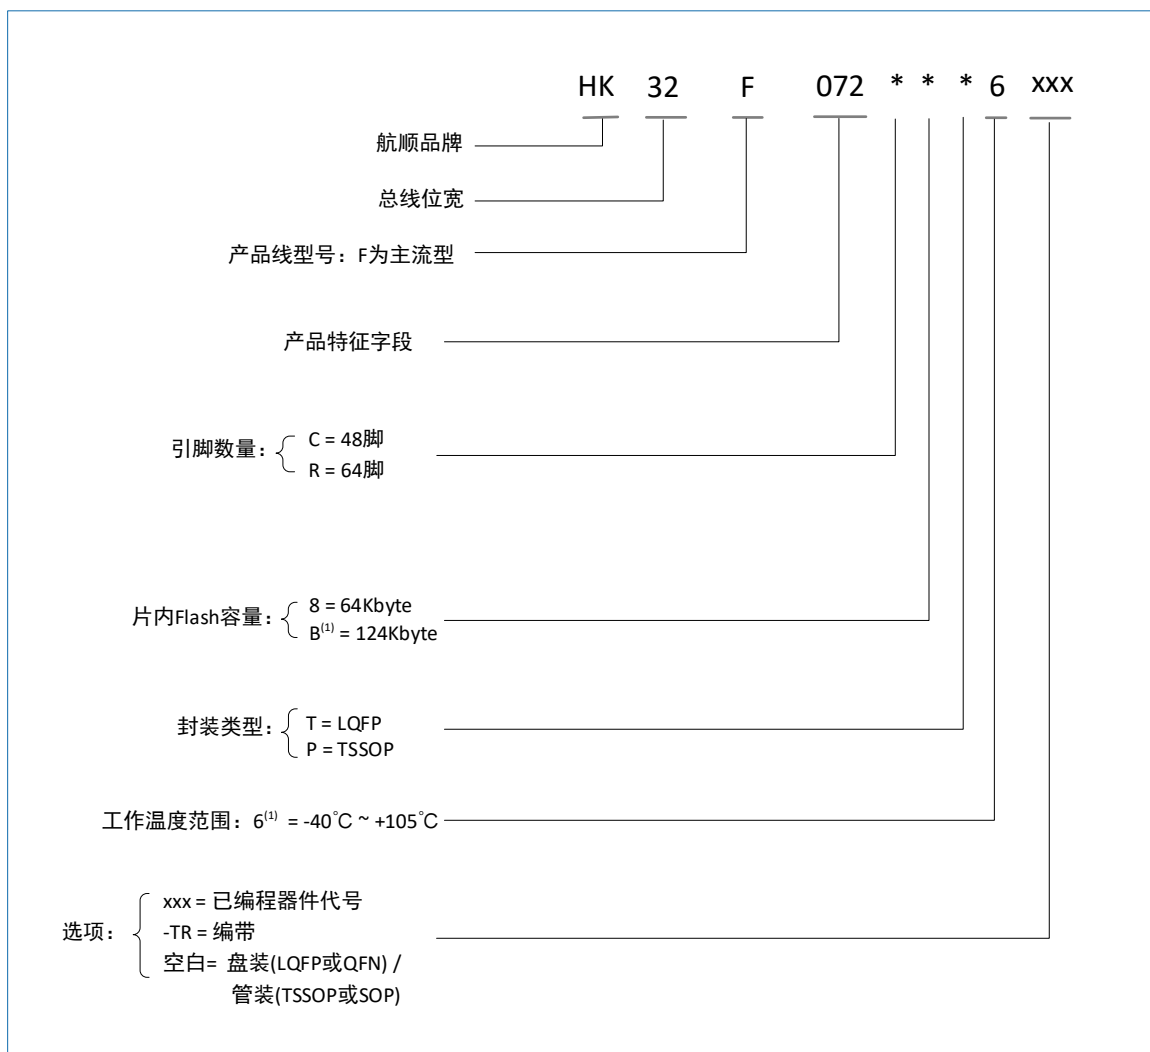 HK 32 F 072 * * * 6 xxx
航顺品牌
总线位宽
产品线型号：F为主流型
产品特征字段
引脚数量：
C = 48脚
R = 64脚
片内Flash容量：
8 = 64Kbyte
B(1) = 124Kbyte
封装类型：
T = LQFP
P = TSSOP
工作温度范围：6(1) = -40℃ ~ +105℃
选项：
xxx = 已编程器件代号
-TR = 编带
空白= 盘装(LQFP或QFN) /
管装(TSSOP或SOP)